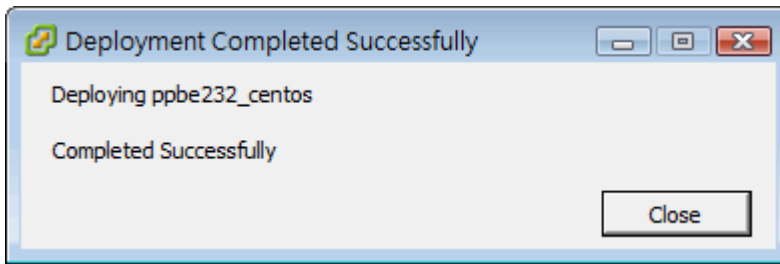 Deployment Completed Successfully
Deploying ppbe232_centos
Completed Successfully
Close